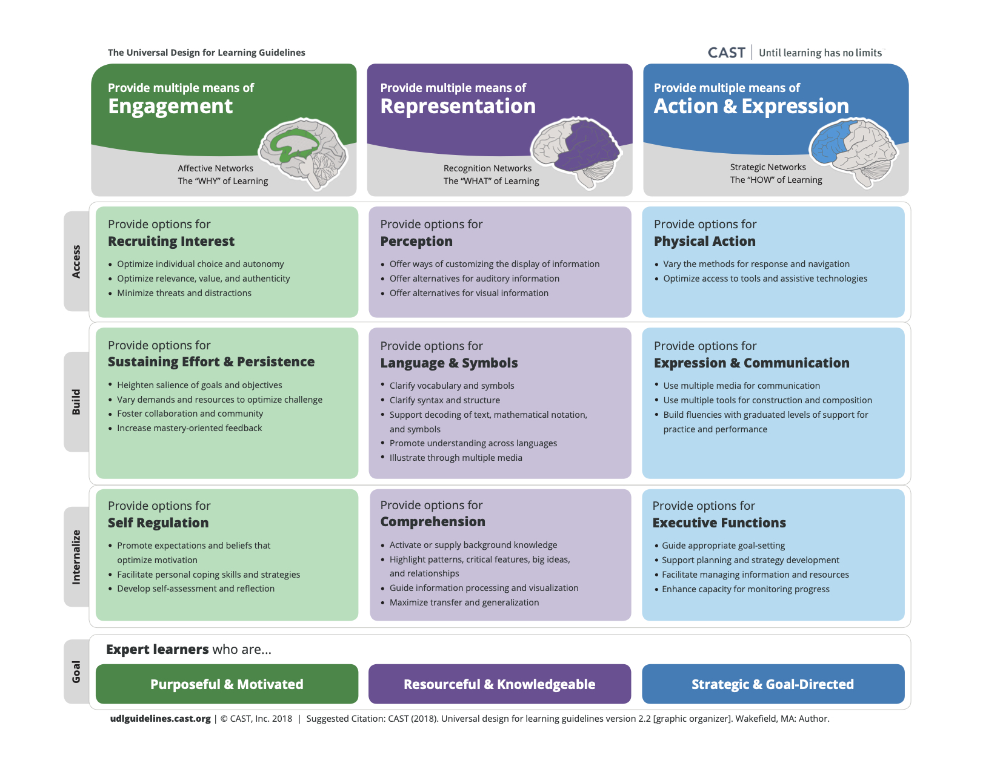 The Universal Design for Learning Guidelines
CAST | Until learning has no limits
Provide multiple means of
Engagement
Affective Networks
The “WHY” of Learning
Provide multiple means of
Representation
Recognition Networks
The “WHAT” of Learning
Provide multiple means of
Action & Expression
Strategic Networks
The “HOW” of Learning
Access
Provide options for
Recruiting Interest
• Optimize individual choice and autonomy
• Optimize relevance, value, and authenticity
• Minimize threats and distractions
Provide options for
Perception
• Offer ways of customizing the display of information
• Offer alternatives for auditory information
• Offer alternatives for visual information
Provide options for
Physical Action
• Vary the methods for response and navigation
• Optimize access to tools and assistive technologies
Build
Provide options for
Sustaining Effort & Persistence
• Heighten salience of goals and objectives
• Vary demands and resources to optimize challenge
• Foster collaboration and community
• Increase mastery-oriented feedback
Provide options for
Language & Symbols
• Clarify vocabulary and symbols
• Clarify syntax and structure
• Support decoding of text, mathematical notation,
and symbols
• Promote understanding across languages
• Illustrate through multiple media
Provide options for
Expression & Communication
• Use multiple media for communication
• Use multiple tools for construction and composition
• Build fluencies with graduated levels of support for
practice and performance
Internalize
Provide options for
Self Regulation
• Promote expectations and beliefs that
optimize motivation
• Facilitate personal coping skills and strategies
• Develop self-assessment and reflection
Provide options for
Comprehension
• Activate or supply background knowledge
• Highlight patterns, critical features, big ideas,
and relationships
• Guide information processing and visualization
• Maximize transfer and generalization
Provide options for
Executive Functions
• Guide appropriate goal-setting
• Support planning and strategy development
• Facilitate managing information and resources
• Enhance capacity for monitoring progress
Goal
Expert learners who are...
Purposeful & Motivated
Resourceful & Knowledgeable
Strategic & Goal-Directed
udlguidelines.cast.org | © CAST, Inc. 2018 | Suggested Citation: CAST (2018). Universal design for learning guidelines version 2.2 [graphic organizer]. Wakefield, MA: Author.